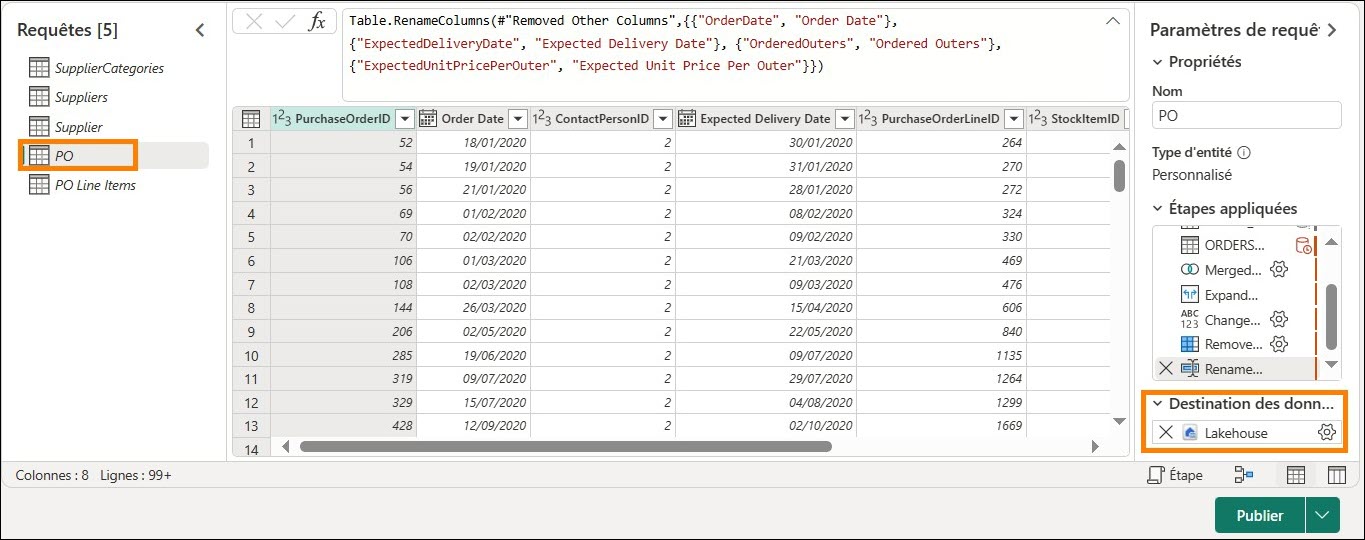 Requêtes [5]
SupplierCategories
Suppliers
Supplier
PO
PO Line Items
fx
Table.RenameColumns(#"Removed Other Columns",{{"OrderDate", "Order Date"},
{"ExpectedDeliveryDate", "Expected Delivery Date"}, {"OrderedOuters", "Ordered Outers"},
{"ExpectedUnitPricePerOuter", "Expected Unit Price Per Outer"}})
123 PurchaseOrderID Order Date 123 ContactPersonID Expected Delivery Date 123 PurchaseOrderLineID 123 StockItemID
1 52 18/01/2020 2 30/01/2020 264
2 54 19/01/2020 2 31/01/2020 270
3 56 21/01/2020 2 28/01/2020 272
4 69 01/02/2020 2 08/02/2020 324
5 70 02/02/2020 2 09/02/2020 330
6 106 01/03/2020 2 21/03/2020 469
7 108 02/03/2020 2 09/03/2020 476
8 144 26/03/2020 2 15/04/2020 606
9 206 02/05/2020 2 22/05/2020 840
10 285 19/06/2020 2 09/07/2020 1135
11 319 09/07/2020 2 29/07/2020 1264
12 329 15/07/2020 2 04/08/2020 1299
13 428 12/09/2020 2 02/10/2020 1669
14
Paramètres de requêt
Propriétés
Nom
PO
Type d'entité
Personnalisé
Étapes appliquées
ORDERS...
Merged...
Expand...
ABC
123 Change...
Remove...
Rename...
Destination des donn...
Lakehouse
Colonnes : 8 Lignes : 99+
Étape
Publier